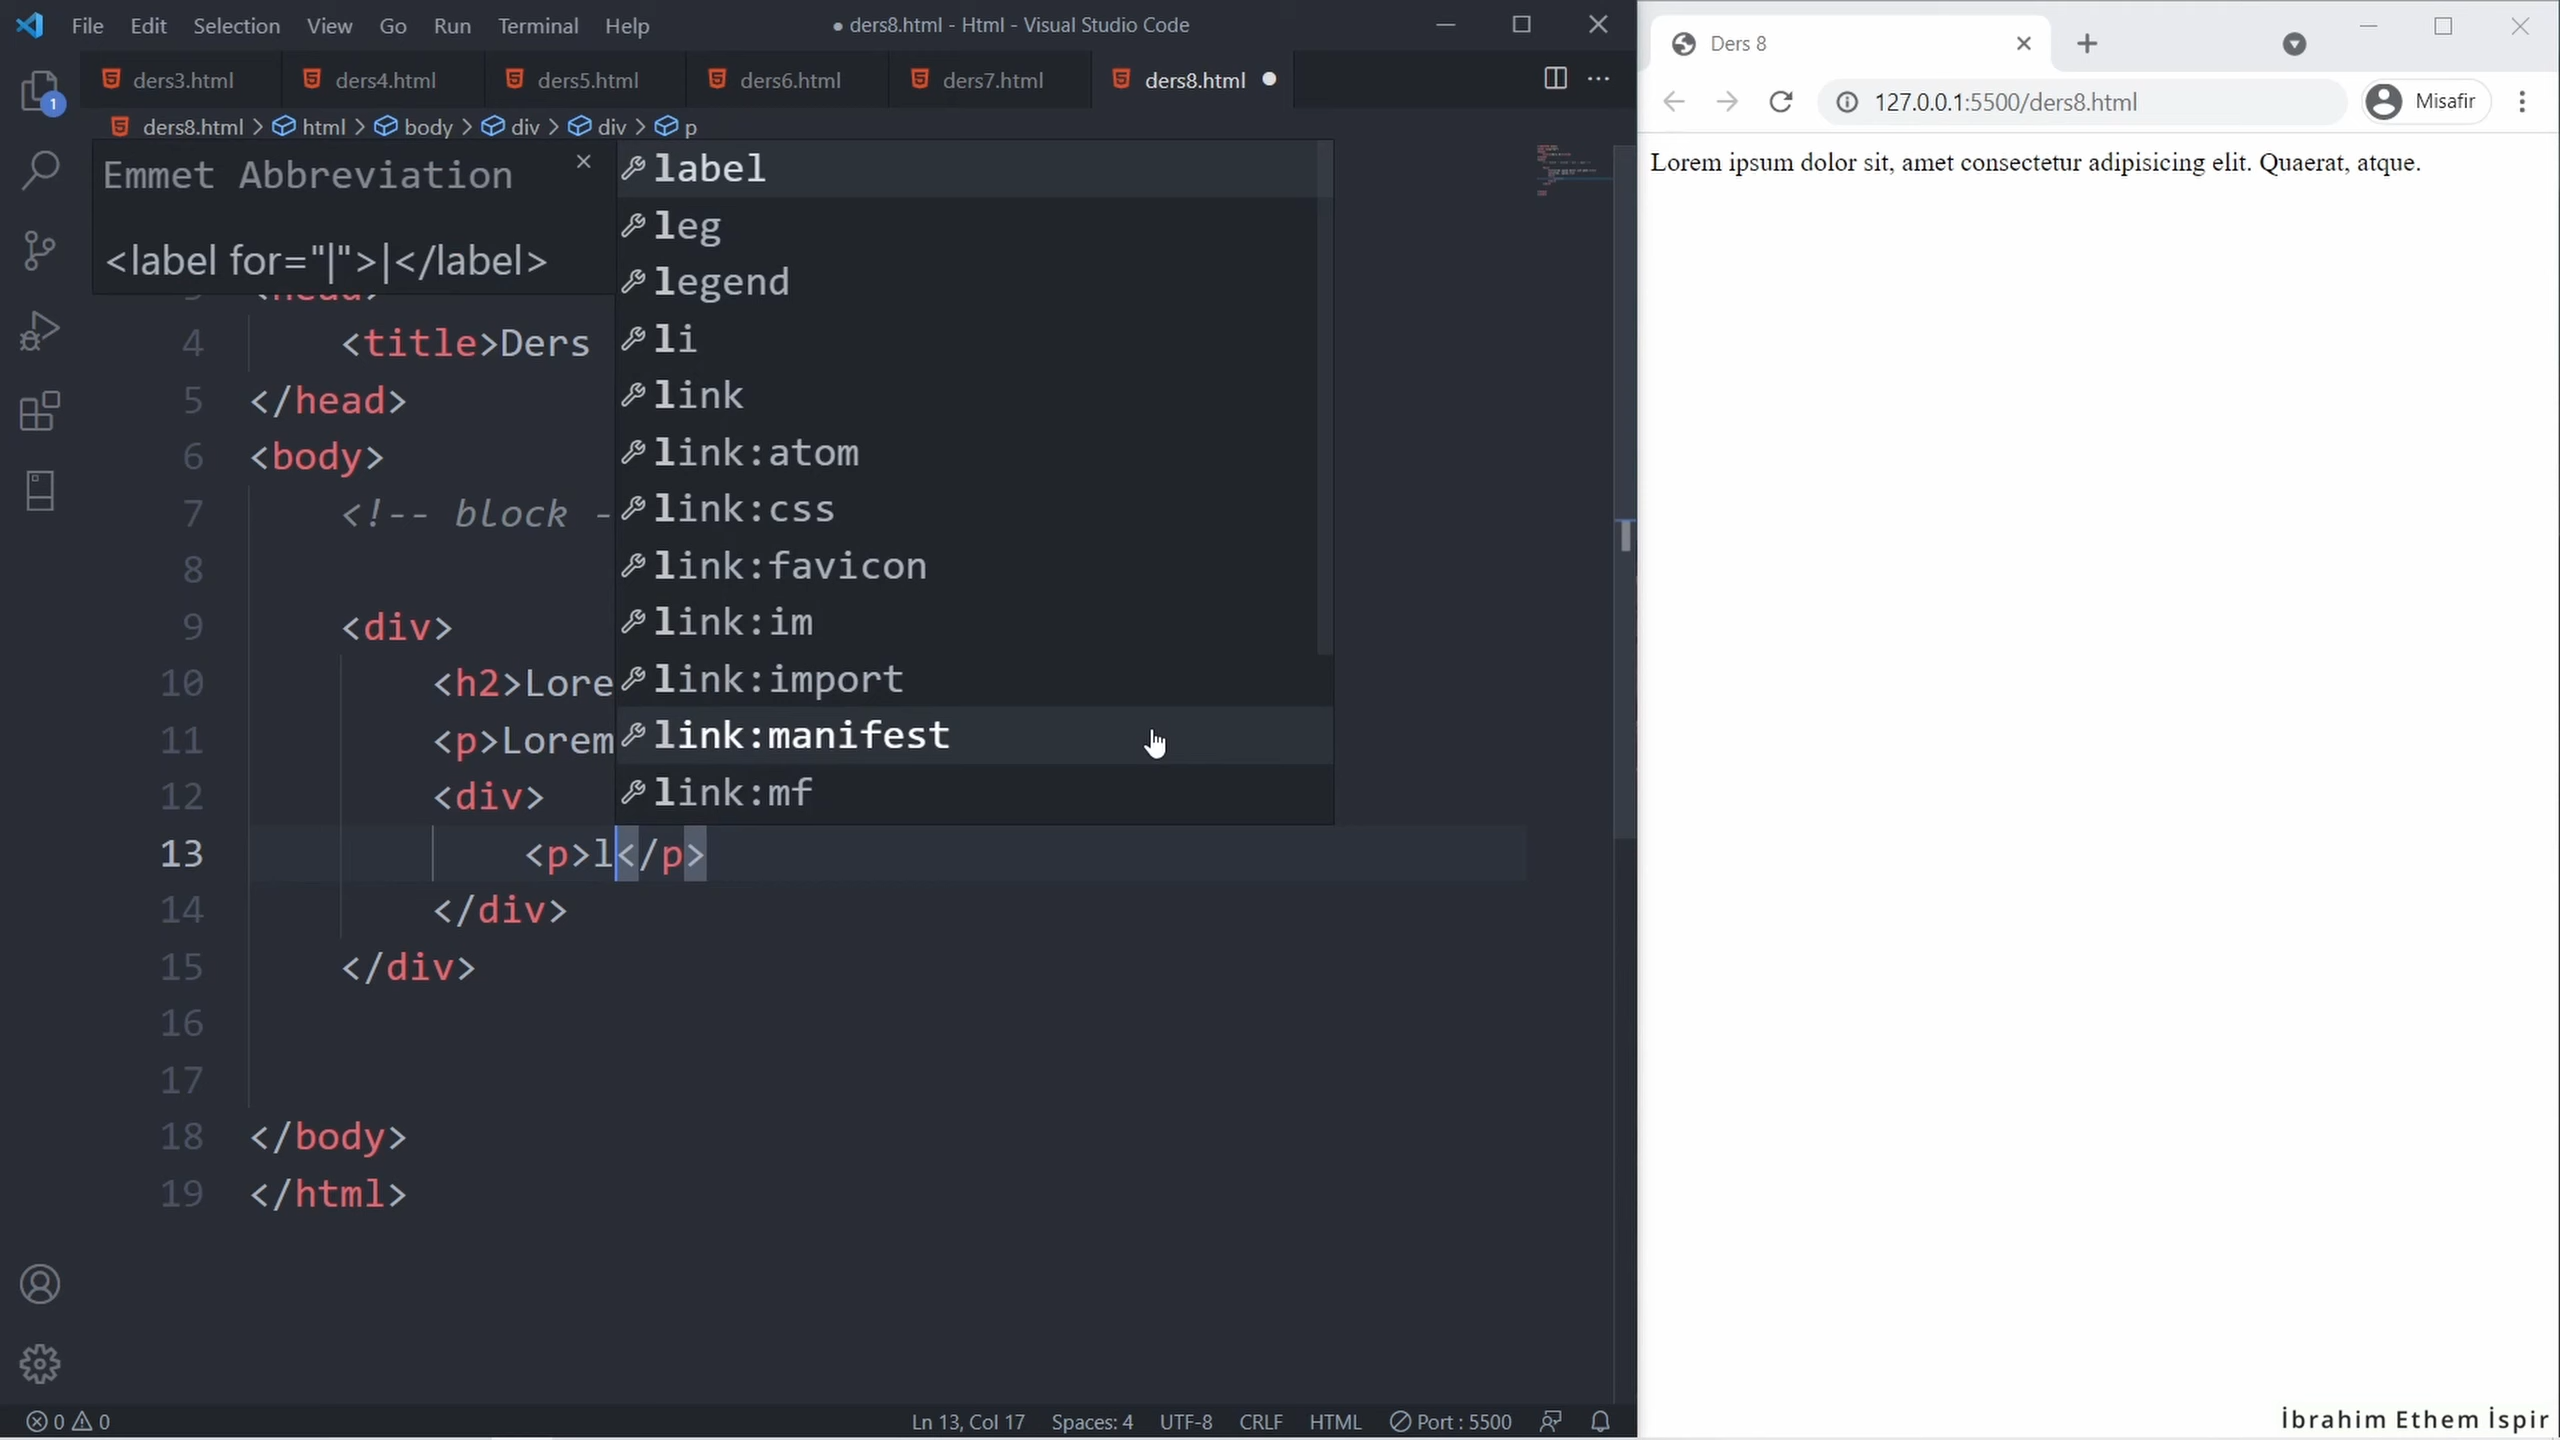 File Edit Selection View Go Run Terminal Help
● ders8.html - Html - Visual Studio Code
ders3.html ders4.html ders5.html ders6.html ders7.html ders8.html
ders8.html > html > body > div > div > p
1
Emmet Abbreviation
<label for="|">|</label>
label
leg
legend
li
link
link:atom
link:css
link:favicon
link:im
link:import
link:manifest
link:mf
4 <title>Ders
5 </head>
6 <body>
7 <!-- block -
8
9 <div>
10 <h2>Lore
11 <p>Lorem
12 <div>
13 <p>l</p>
14 </div>
15 </div>
16
17
18 </body>
19 </html>
0 0
Ln 13, Col 17 Spaces: 4 UTF-8 CRLF HTML Port : 5500
Ders 8
127.0.0.1:5500/ders8.html
Misafir
Lorem ipsum dolor sit, amet consectetur adipisicing elit. Quaerat, atque.
İbrahim Ethem İspir